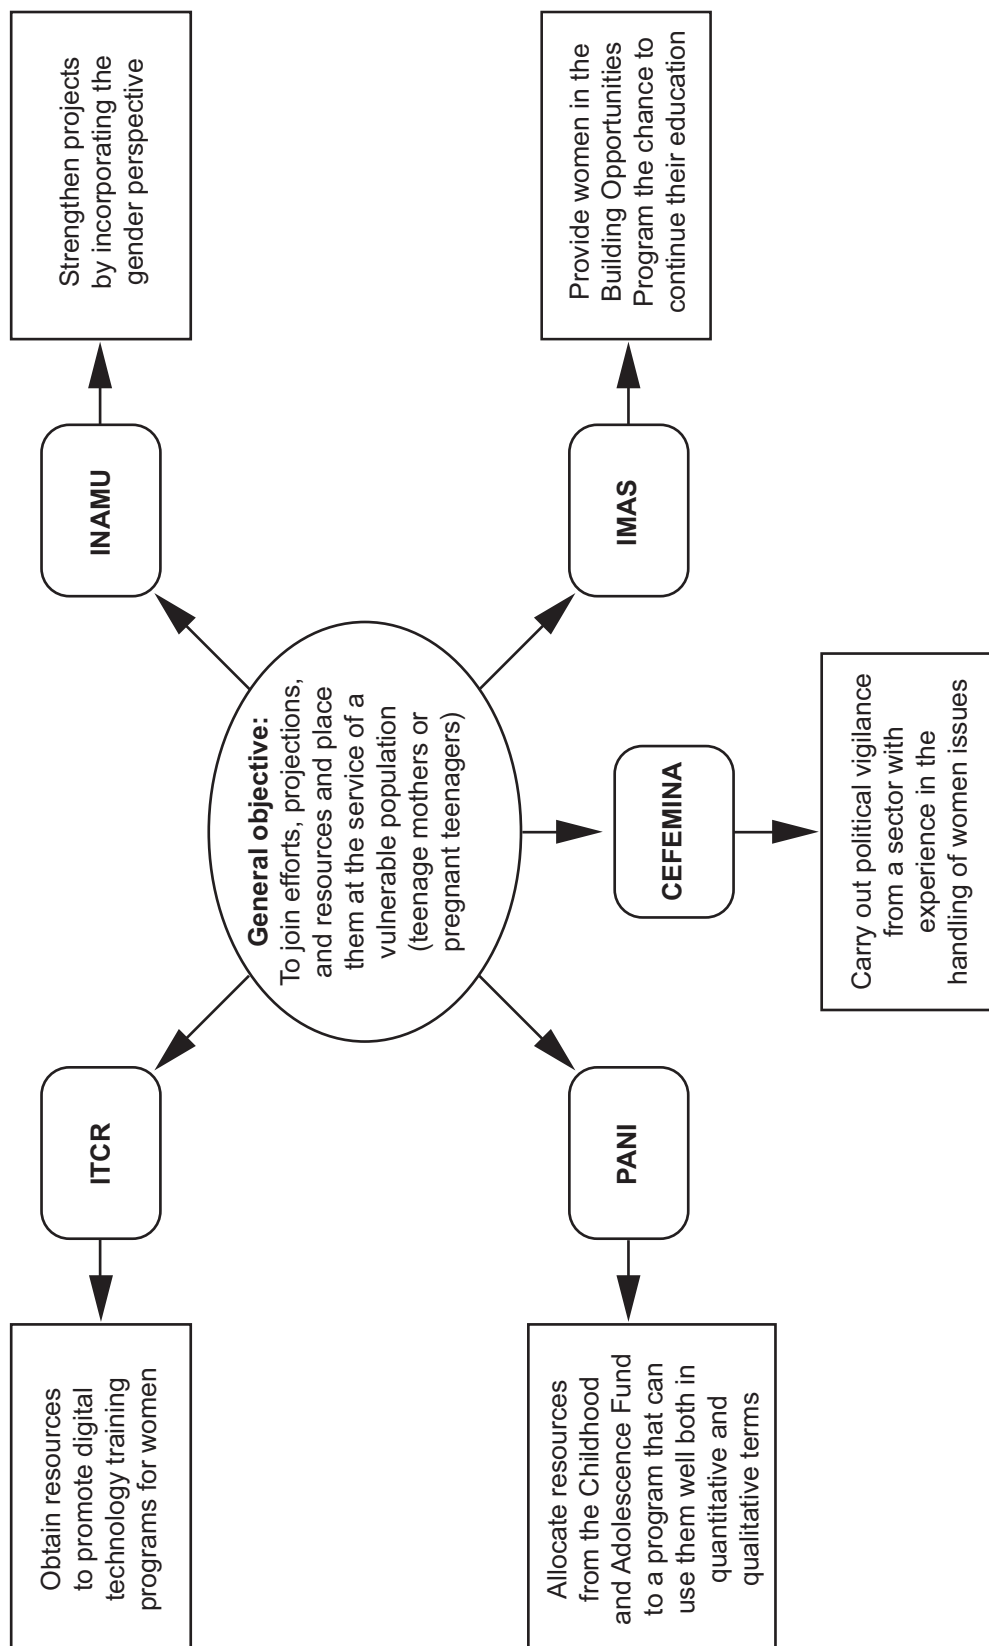 Obtain resources
to promote digital
technology training
programs for women
ITCR
INAMU
Strengthen projects
by incorporating the
gender perspective
General objective:
To join efforts, projections,
and resources and place
them at the service of a
vulnerable population
(teenage mothers or
pregnant teenagers)
Allocate resources
from the Childhood
and Adolescence Fund
to a program that can
use them well both in
quantitative and
qualitative terms
PANI
CEFEMINA
Carry out political vigilance
from a sector with
experience in the
handling of women issues
IMAS
Provide women in the
Building Opportunities
Program the chance to
continue their education